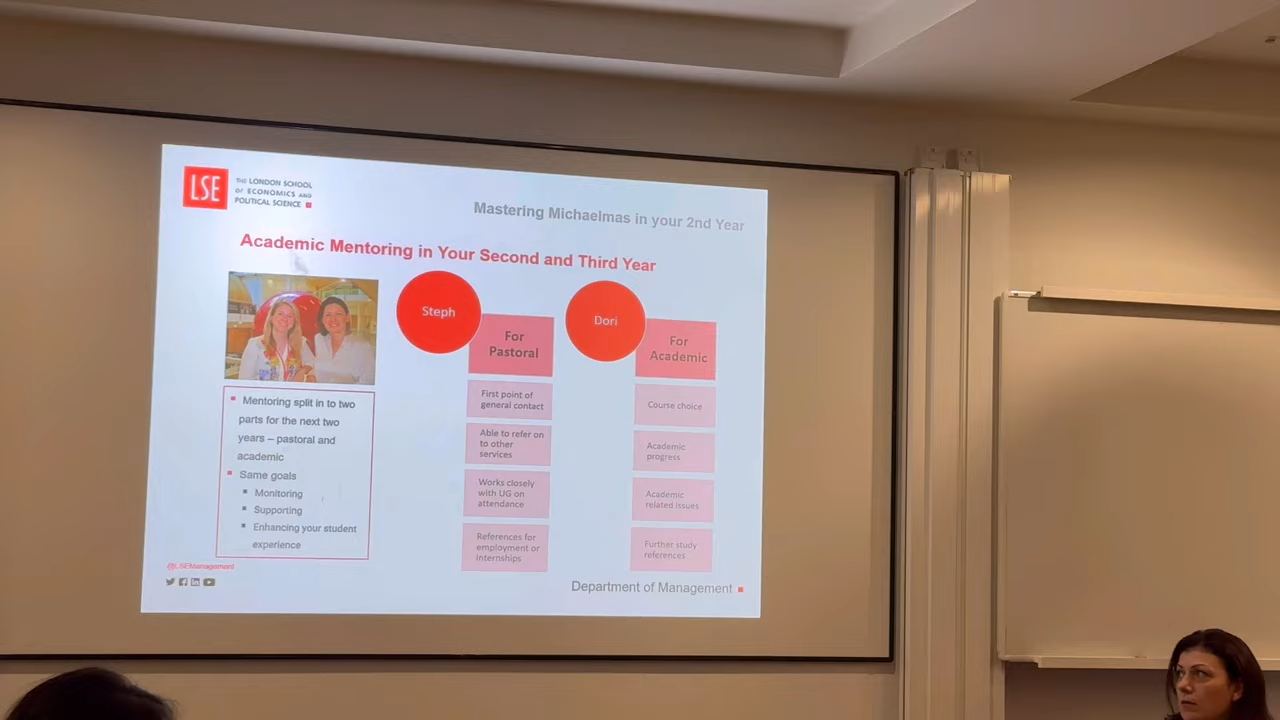 LSE
THE LONDON SCHOOL
OF ECONOMICS AND
POLITICAL SCIENCE
Mastering Michaelmas in your 2nd Year
Academic Mentoring in Your Second and Third Year
Steph
For
Pastoral
First point of
general contact
Able to refer on
to other
services
Works closely
with UG on
attendance
References for
employment or
internships
Dori
For
Academic
Course choice
Academic
progress
Academic
related issues
Further study
references
Mentoring split in to two
parts for the next two
years – pastoral and
academic
Same goals
Monitoring
Supporting
Enhancing your student
experience
@LSEManagement
Department of Management